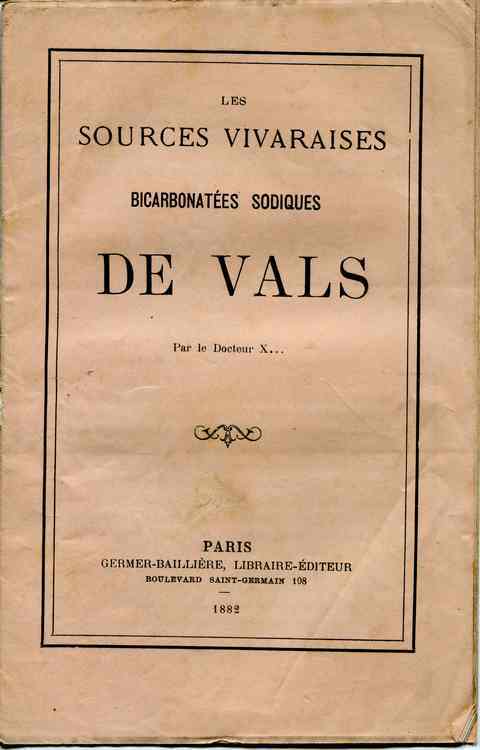 LES
SOURCES VIVARAISES
BICARBONATÉES SODIQUES
DE VALS
Par le Docteur X...
PARIS
GERMER-BAILLIÈRE, LIBRAIRE-ÉDITEUR
BOULEVARD SAINT-GERMAIN 108
—
1882